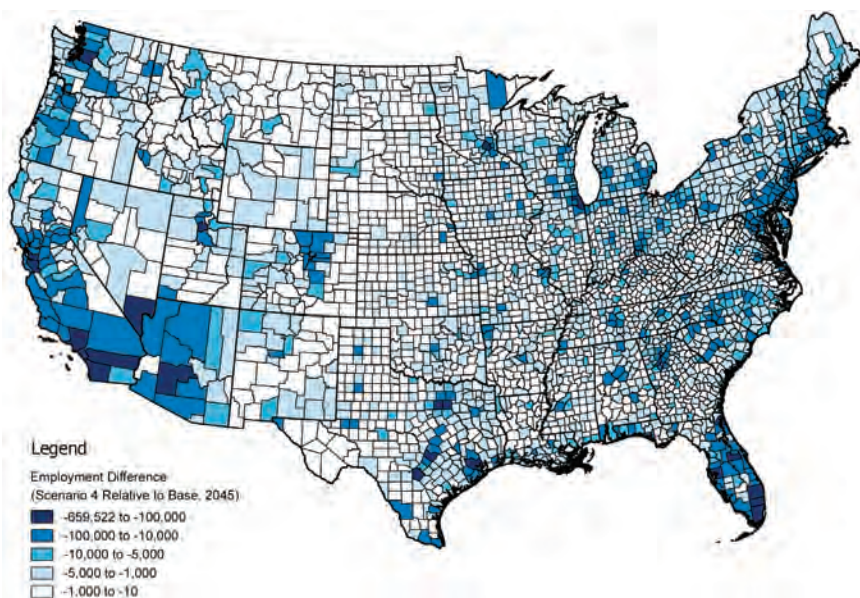 Legend
Employment Difference
(Scenario 4 Relative to Base, 2045)
-659,522 to -100,000
-100,000 to -10,000
-10,000 to -5,000
-5,000 to -1,000
-1,000 to -10